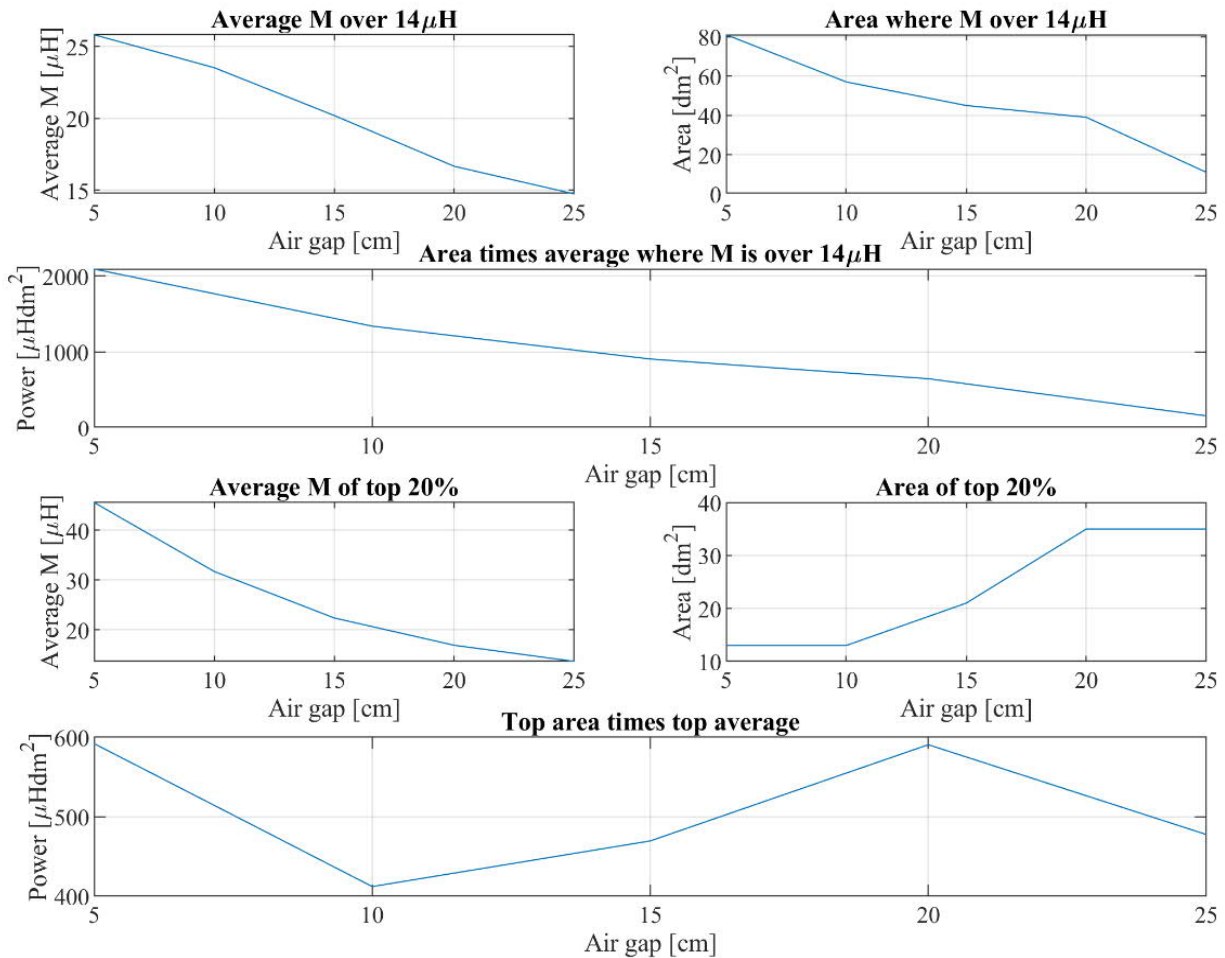 Average M over 14μH
Average M [μH]
25
20
15
5 10 15 20 25
Air gap [cm]
Area where M over 14μH
Area [dm²]
80
60
40
20
0
5 10 15 20 25
Air gap [cm]
Area times average where M is over 14μH
Power [μHdm²]
2000
1000
0
5 10 15 20 25
Air gap [cm]
Average M of top 20%
Average M [μH]
40
30
20
5 10 15 20 25
Air gap [cm]
Area of top 20%
Area [dm²]
40
30
20
10
5 10 15 20 25
Air gap [cm]
Top area times top average
Power [μHdm²]
600
500
400
5 10 15 20 25
Air gap [cm]